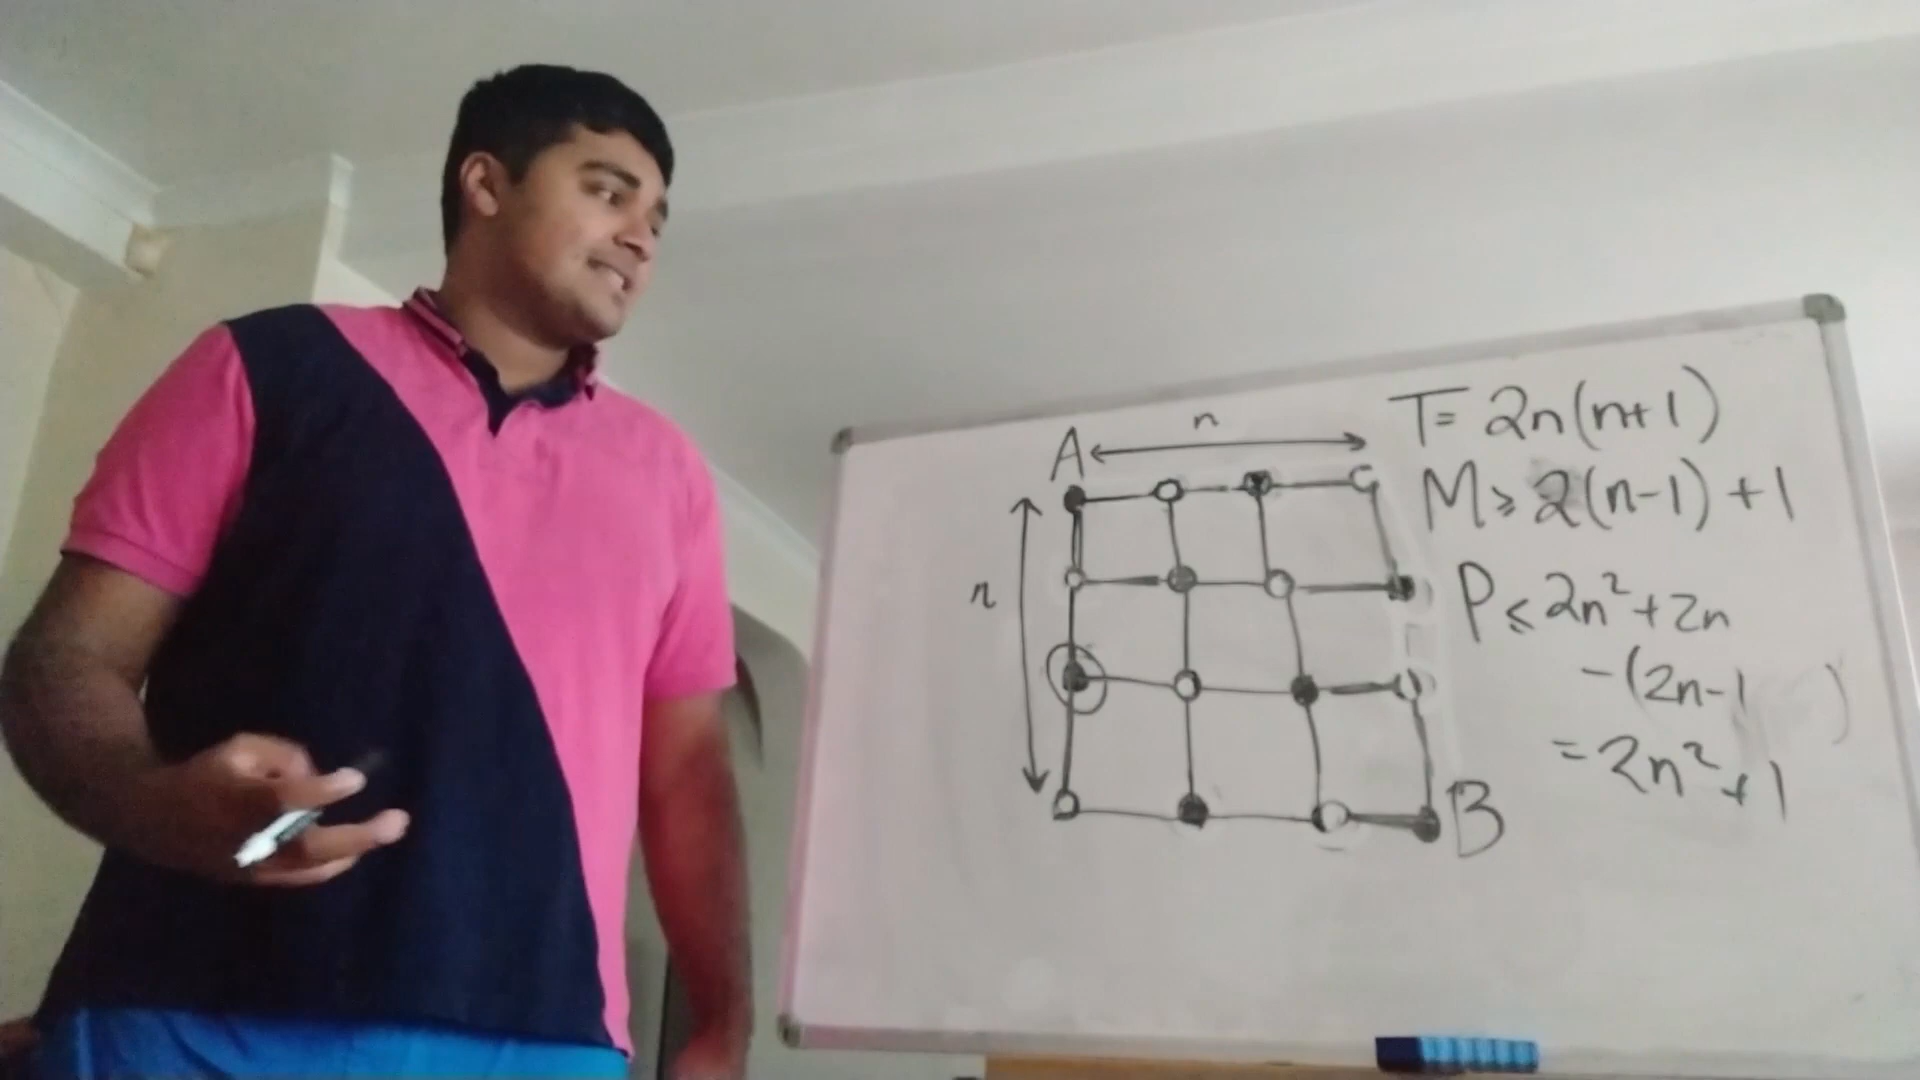 n
A
n
B
T= 2n(n+1)
M≥ 2(n-1)+1
P≤ 2n²+2n
-(2n-1 )
= 2n²+1